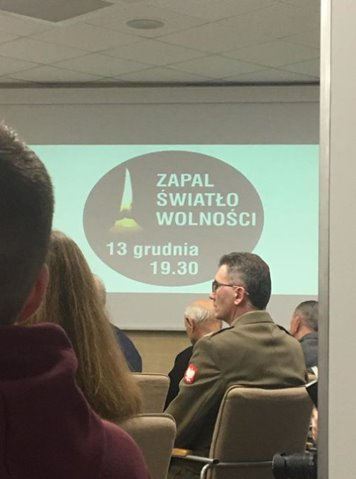 ZAPAL
ŚWIATŁO
WOLNOŚCI
13 grudnia
19.30